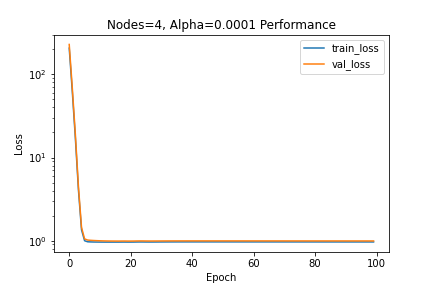 Nodes=4, Alpha=0.0001 Performance
train_loss
val_loss
10²
10¹
10⁰
Loss
0 20 40 60 80 100
Epoch